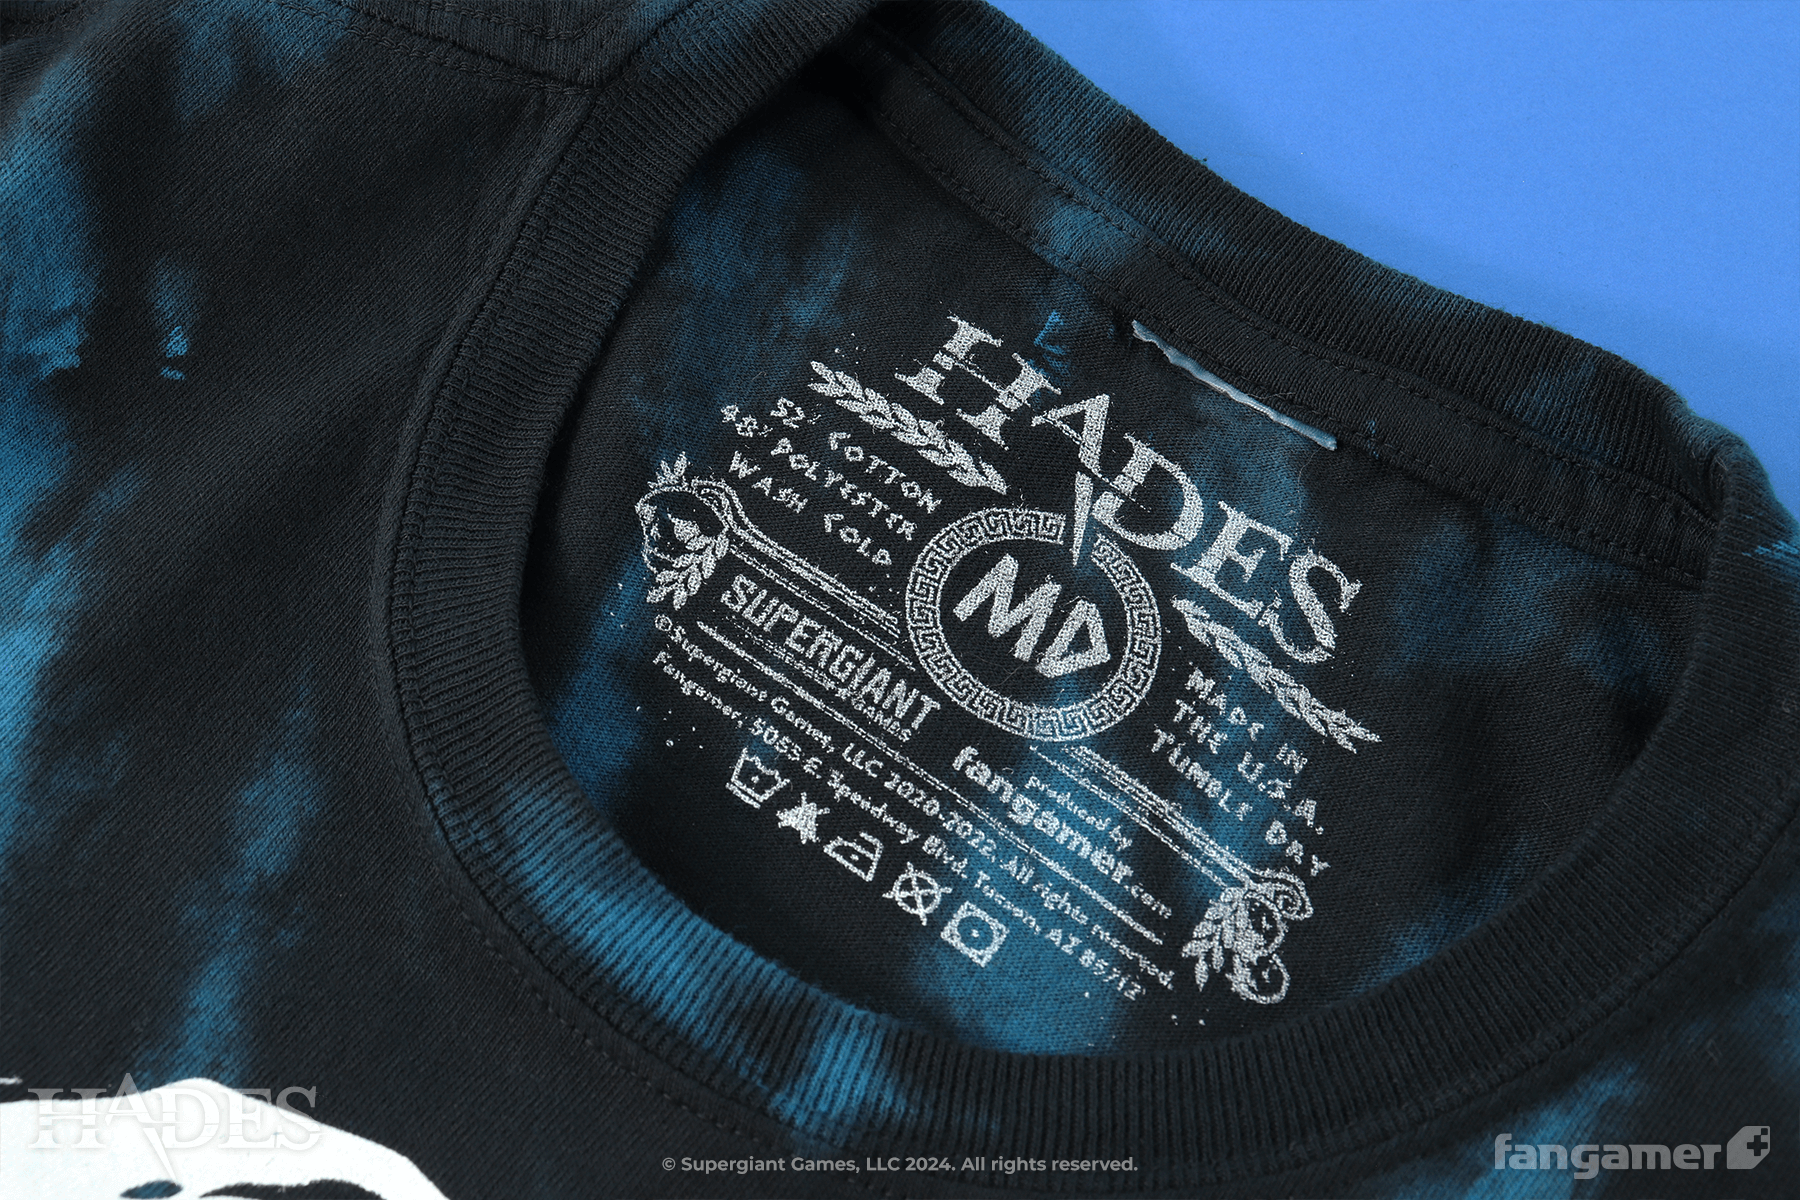 HADES
52% COTTON
48% POLYESTER
WASH COLD
MD
MADE IN
THE U.S.A.
TUMBLE DRY
SUPERGIANT
GAMES
produced by
fangamer.com
©Supergiant Games, LLC 2020-2022. All rights reserved.
Fangamer, 5053 E. Speedway Blvd. Tucson, AZ 85712
HADES
© Supergiant Games, LLC 2024. All rights reserved.
fangamer